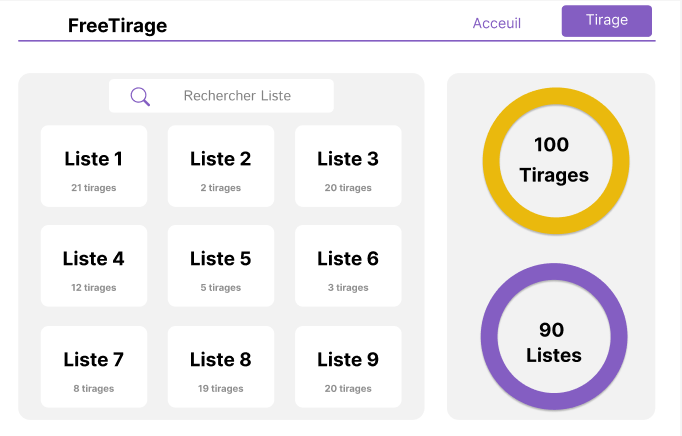 FreeTirage
Acceuil
Tirage
Rechercher Liste
Liste 1
21 tirages
Liste 2
2 tirages
Liste 3
20 tirages
Liste 4
12 tirages
Liste 5
5 tirages
Liste 6
3 tirages
Liste 7
8 tirages
Liste 8
19 tirages
Liste 9
20 tirages
100
Tirages
90
Listes